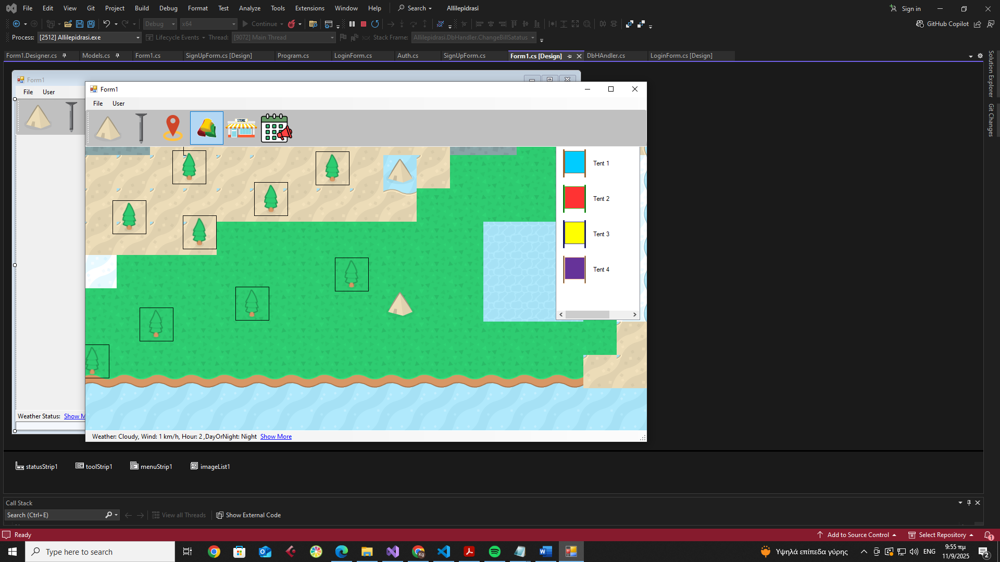 File Edit View Git Project Build Debug Format Test Analyze Tools Extensions Window Help Search Allilepidrasi Sign in
Debug x64 Continue GitHub Copilot
Process: [2512] Allilepidrasi.exe Lifecycle Events Thread: [9072] Main Thread Stack Frame: Allilepidrasi.DbHandler.ChangeBillSatatus
Form1.Designer.cs Models.cs Form1.cs SignUpForm.cs [Design] Program.cs LoginForm.cs Auth.cs SignUpForm.cs Form1.cs [Design] DbHAndler.cs LoginForm.cs [Design]
Solution Explorer
Git Changes
Form1
File User
Form1
File User
STORE
Tent 1
Tent 2
Tent 3
Tent 4
Weather Status: Show M
Weather: Cloudy, Wind: 1 km/h, Hour: 2 ,DayOrNight: Night Show More
statusStrip1 toolStrip1 menuStrip1 imageList1
Call Stack
Search (Ctrl+E) View all Threads Show External Code
Ready Add to Source Control Select Repository 1
Type here to search
Kg
Υψηλά επίπεδα γύρης ENG
9:55 πμ
11/9/2025
2